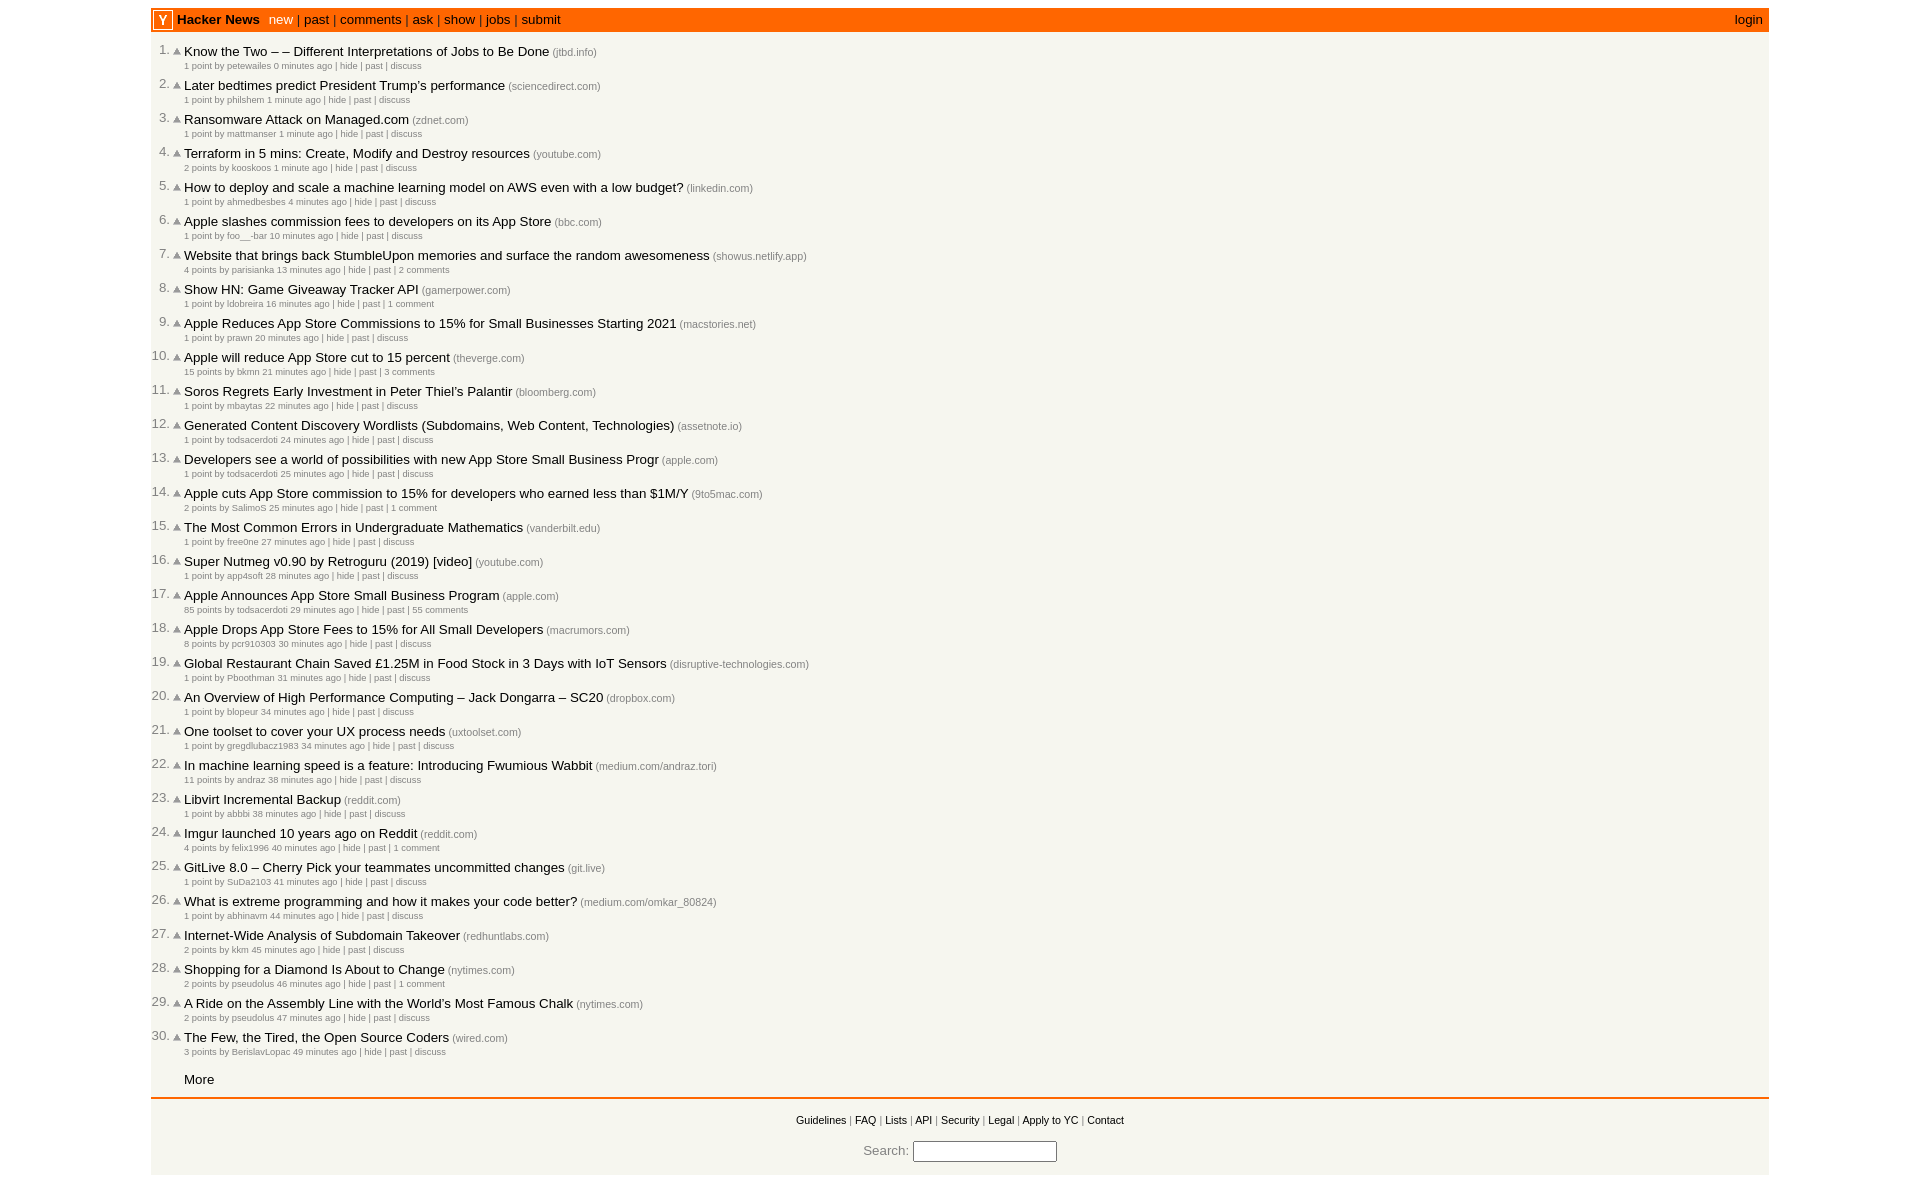 Y Hacker News new | past | comments | ask | show | jobs | submit login
1. Know the Two – – Different Interpretations of Jobs to Be Done (jtbd.info)
1 point by petewailes 0 minutes ago | hide | past | discuss
2. Later bedtimes predict President Trump’s performance (sciencedirect.com)
1 point by philshem 1 minute ago | hide | past | discuss
3. Ransomware Attack on Managed.com (zdnet.com)
1 point by mattmanser 1 minute ago | hide | past | discuss
4. Terraform in 5 mins: Create, Modify and Destroy resources (youtube.com)
2 points by kooskoos 1 minute ago | hide | past | discuss
5. How to deploy and scale a machine learning model on AWS even with a low budget? (linkedin.com)
1 point by ahmedbesbes 4 minutes ago | hide | past | discuss
6. Apple slashes commission fees to developers on its App Store (bbc.com)
1 point by foo__-bar 10 minutes ago | hide | past | discuss
7. Website that brings back StumbleUpon memories and surface the random awesomeness (showus.netlify.app)
4 points by parisianka 13 minutes ago | hide | past | 2 comments
8. Show HN: Game Giveaway Tracker API (gamerpower.com)
1 point by ldobreira 16 minutes ago | hide | past | 1 comment
9. Apple Reduces App Store Commissions to 15% for Small Businesses Starting 2021 (macstories.net)
1 point by prawn 20 minutes ago | hide | past | discuss
10. Apple will reduce App Store cut to 15 percent (theverge.com)
15 points by bkmn 21 minutes ago | hide | past | 3 comments
11. Soros Regrets Early Investment in Peter Thiel’s Palantir (bloomberg.com)
1 point by mbaytas 22 minutes ago | hide | past | discuss
12. Generated Content Discovery Wordlists (Subdomains, Web Content, Technologies) (assetnote.io)
1 point by todsacerdoti 24 minutes ago | hide | past | discuss
13. Developers see a world of possibilities with new App Store Small Business Progr (apple.com)
1 point by todsacerdoti 25 minutes ago | hide | past | discuss
14. Apple cuts App Store commission to 15% for developers who earned less than $1M/Y (9to5mac.com)
2 points by SalimoS 25 minutes ago | hide | past | 1 comment
15. The Most Common Errors in Undergraduate Mathematics (vanderbilt.edu)
1 point by free0ne 27 minutes ago | hide | past | discuss
16. Super Nutmeg v0.90 by Retroguru (2019) [video] (youtube.com)
1 point by app4soft 28 minutes ago | hide | past | discuss
17. Apple Announces App Store Small Business Program (apple.com)
85 points by todsacerdoti 29 minutes ago | hide | past | 55 comments
18. Apple Drops App Store Fees to 15% for All Small Developers (macrumors.com)
8 points by pcr910303 30 minutes ago | hide | past | discuss
19. Global Restaurant Chain Saved £1.25M in Food Stock in 3 Days with IoT Sensors (disruptive-technologies.com)
1 point by Pboothman 31 minutes ago | hide | past | discuss
20. An Overview of High Performance Computing – Jack Dongarra – SC20 (dropbox.com)
1 point by blopeur 34 minutes ago | hide | past | discuss
21. One toolset to cover your UX process needs (uxtoolset.com)
1 point by gregdlubacz1983 34 minutes ago | hide | past | discuss
22. In machine learning speed is a feature: Introducing Fwumious Wabbit (medium.com/andraz.tori)
11 points by andraz 38 minutes ago | hide | past | discuss
23. Libvirt Incremental Backup (reddit.com)
1 point by abbbi 38 minutes ago | hide | past | discuss
24. Imgur launched 10 years ago on Reddit (reddit.com)
4 points by felix1996 40 minutes ago | hide | past | 1 comment
25. GitLive 8.0 – Cherry Pick your teammates uncommitted changes (git.live)
1 point by SuDa2103 41 minutes ago | hide | past | discuss
26. What is extreme programming and how it makes your code better? (medium.com/omkar_80824)
1 point by abhinavm 44 minutes ago | hide | past | discuss
27. Internet-Wide Analysis of Subdomain Takeover (redhuntlabs.com)
2 points by kkm 45 minutes ago | hide | past | discuss
28. Shopping for a Diamond Is About to Change (nytimes.com)
2 points by pseudolus 46 minutes ago | hide | past | 1 comment
29. A Ride on the Assembly Line with the World’s Most Famous Chalk (nytimes.com)
2 points by pseudolus 47 minutes ago | hide | past | discuss
30. The Few, the Tired, the Open Source Coders (wired.com)
3 points by BerislavLopac 49 minutes ago | hide | past | discuss
More
Guidelines | FAQ | Lists | API | Security | Legal | Apply to YC | Contact
Search: